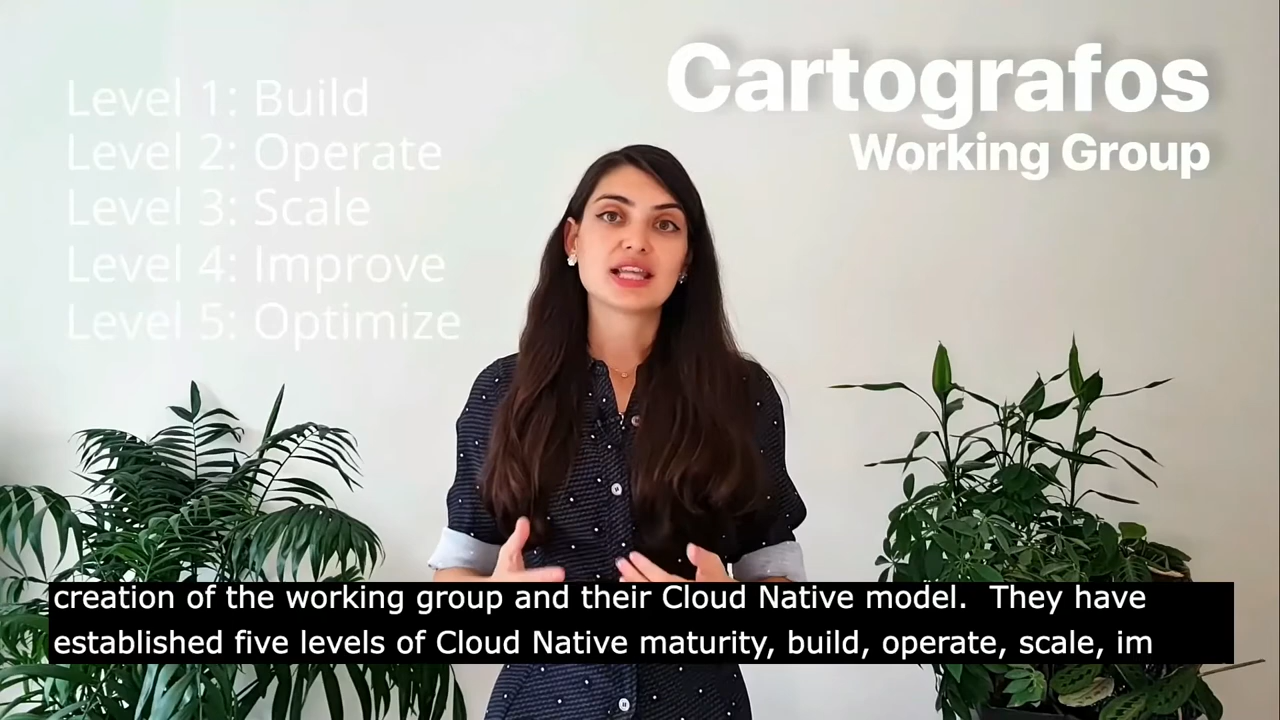 Cartografos
Working Group
Level 1: Build
Level 2: Operate
Level 3: Scale
Level 4: Improve
Level 5: Optimize
creation of the working group and their Cloud Native model.  They have
established five levels of Cloud Native maturity, build, operate, scale, im